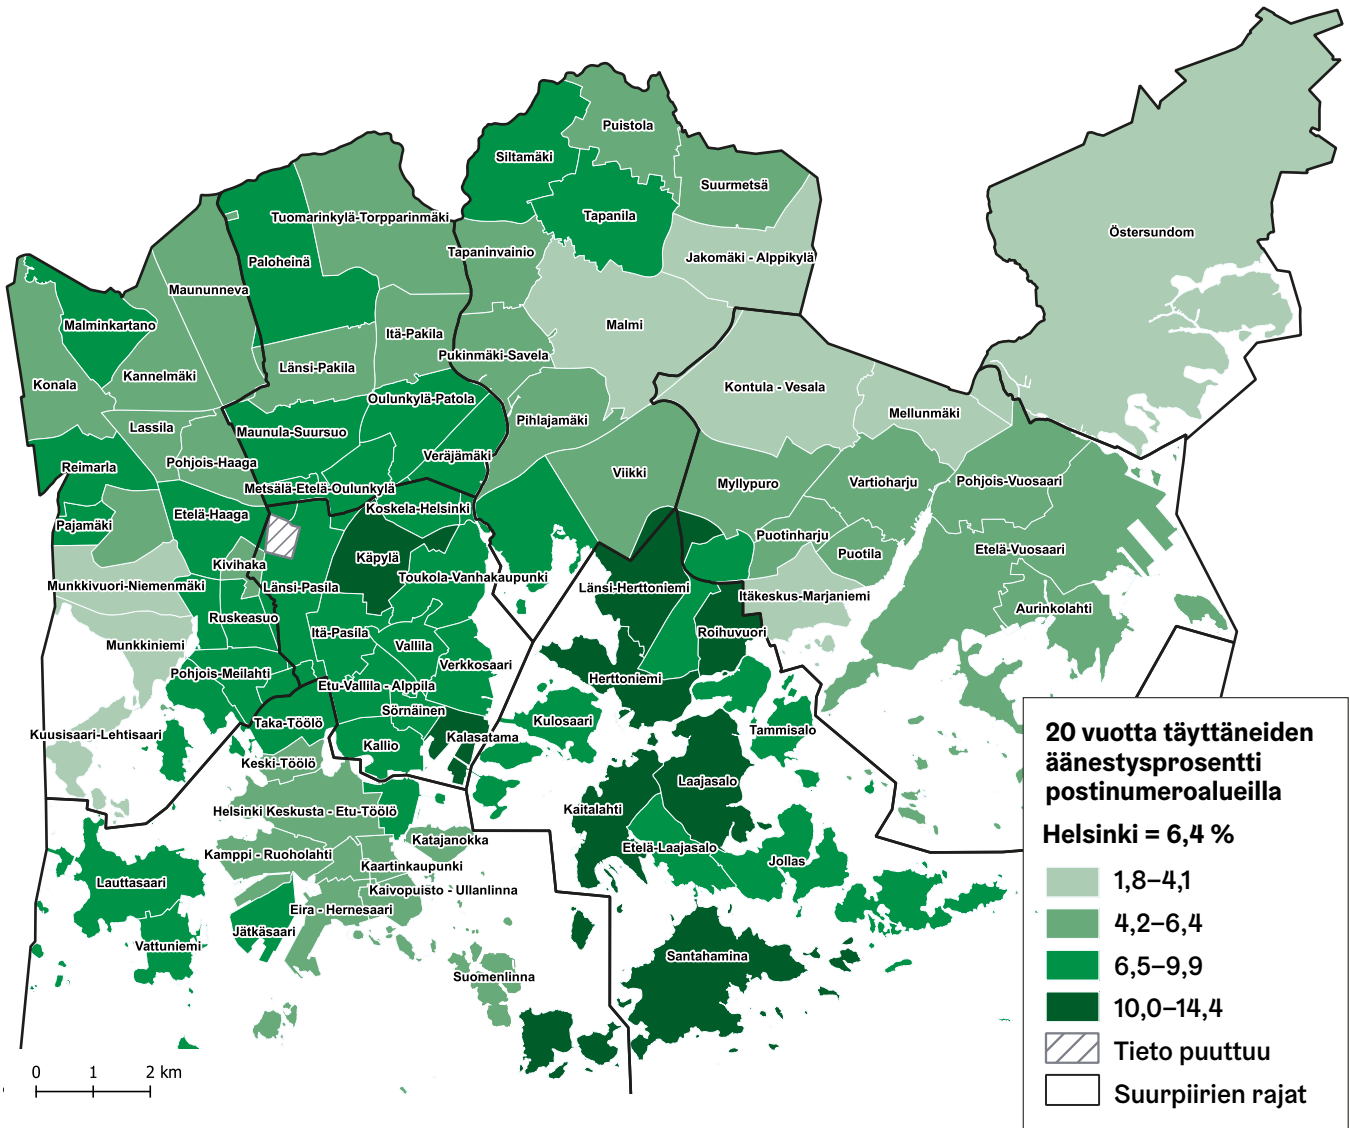 Puistola
Siltamäki
Suurmetsä
Tapanila
Tuomarinkylä-Torpparinmäki
Östersundom
Tapaninvainio
Jakomäki - Alppikylä
Paloheinä
Maununneva
Malminkartano
Malmi
Itä-Pakila
Pukinmäki-Savela
Länsi-Pakila
Kannelmäki
Konala
Kontula - Vesala
Oulunkylä-Patola
Mellunmäki
Lassila
Pihlajamäki
Maunula-Suursuo
Veräjämäki
Pohjois-Haaga
Reimarla
Viikki
Myllypuro
Vartioharju
Pohjois-Vuosaari
Metsälä-Etelä-Oulunkylä
Koskela-Helsinki
Etelä-Haaga
Pajamäki
Puotinharju
Puotila
Etelä-Vuosaari
Käpylä
Kivihaka
Toukola-Vanhakaupunki
Munkkivuori-Niemenmäki
Länsi-Pasila
Länsi-Herttoniemi
Itäkeskus-Marjaniemi
Aurinkolahti
Ruskeasuo
Itä-Pasila
Roihuvuori
Munkkiniemi
Vallila
Verkkosaari
Pohjois-Meilahti
Herttoniemi
Etu-Vallila - Alppila
Sörnäinen
Taka-Töölö
Kulosaari
Tammisalo
Kuusisaari-Lehtisaari
Kalasatama
Kallio
Keski-Töölö
Laajasalo
Helsinki Keskusta - Etu-Töölö
Kaitalahti
Katajanokka
Etelä-Laajasalo
Kamppi - Ruoholahti
Kaartinkaupunki
Jollas
Lauttasaari
Kaivopuisto - Ullanlinna
Eira - Hernesaari
Jätkäsaari
Vattuniemi
Santahamina
Suomenlinna
20 vuotta täyttäneiden
äänestysprosentti
postinumeroalueilla
Helsinki = 6,4 %
1,8–4,1
4,2–6,4
6,5–9,9
10,0–14,4
Tieto puuttuu
Suurpiirien rajat
0 1 2 km